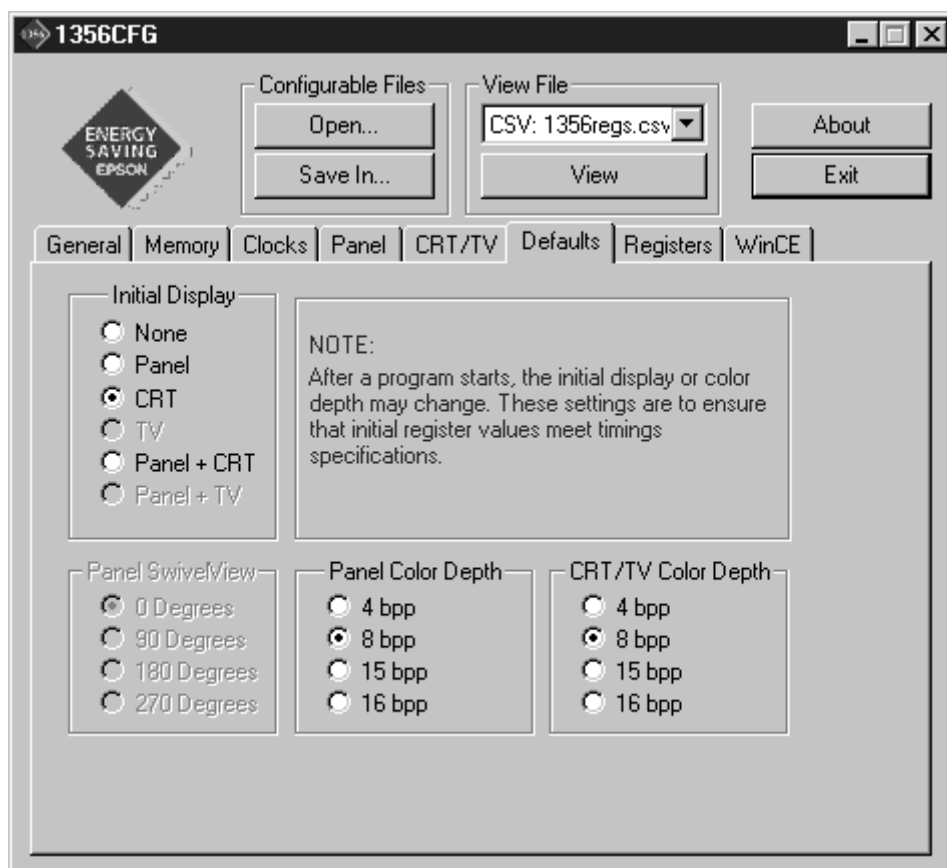 1356CFG
Configurable Files
Open...
Save In...
View File
CSV: 1356regs.csv
View
About
Exit
ENERGY
SAVING
EPSON
General Memory Clocks Panel CRT/TV Defaults Registers WinCE
Initial Display
None
Panel
CRT
TV
Panel + CRT
Panel + TV
NOTE:
After a program starts, the initial display or color
depth may change. These settings are to ensure
that initial register values meet timings
specifications.
Panel SwivelView
0 Degrees
90 Degrees
180 Degrees
270 Degrees
Panel Color Depth
4 bpp
8 bpp
15 bpp
16 bpp
CRT/TV Color Depth
4 bpp
8 bpp
15 bpp
16 bpp